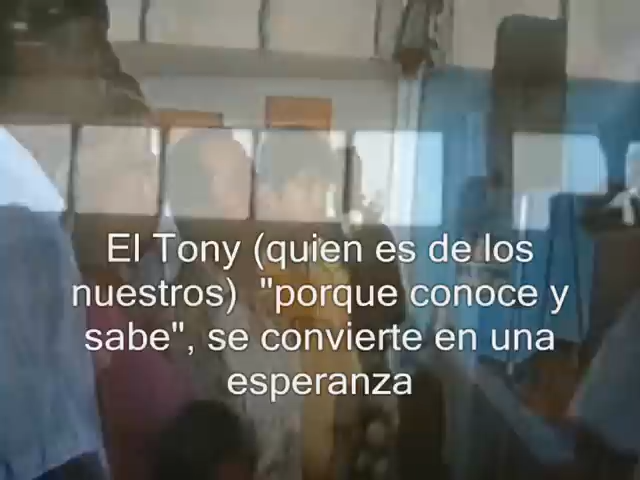 El Tony (quien es de los
nuestros)  "porque conoce y
sabe", se convierte en una
esperanza